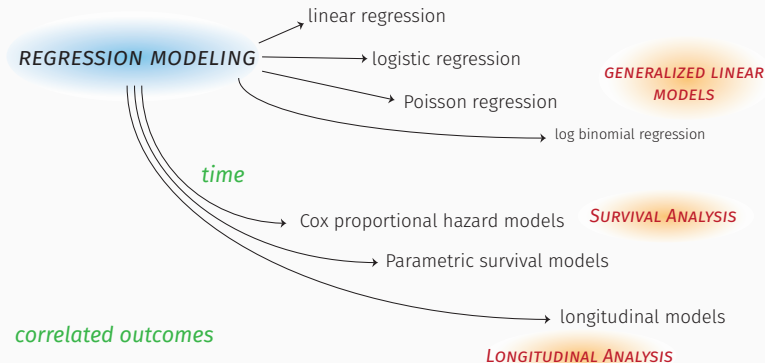 linear regression
REGRESSION MODELING
logistic regression
GENERALIZED LINEAR
MODELS
Poisson regression
log binomial regression
time
Cox proportional hazard models
SURVIVAL ANALYSIS
Parametric survival models
longitudinal models
correlated outcomes
LONGITUDINAL ANALYSIS